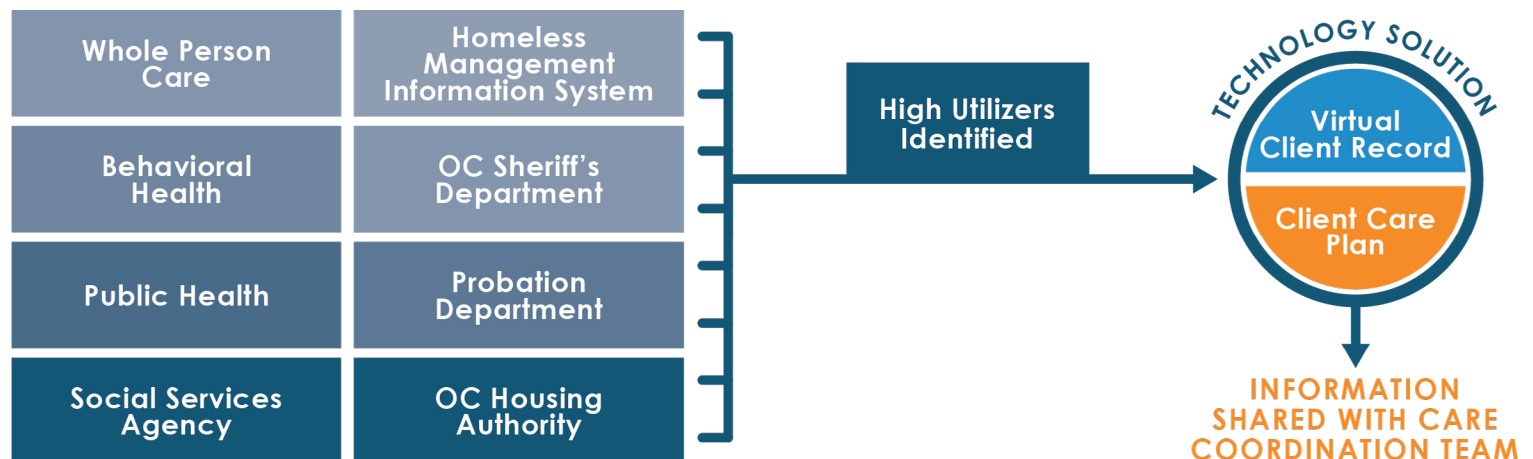 Whole Person
Care
Homeless
Management
Information System
Behavioral
Health
OC Sheriff's
Department
Public Health
Probation
Department
Social Services
Agency
OC Housing
Authority
High Utilizers
Identified
TECHNOLOGY SOLUTION
Virtual
Client Record
Client Care
Plan
INFORMATION
SHARED WITH CARE
COORDINATION TEAM